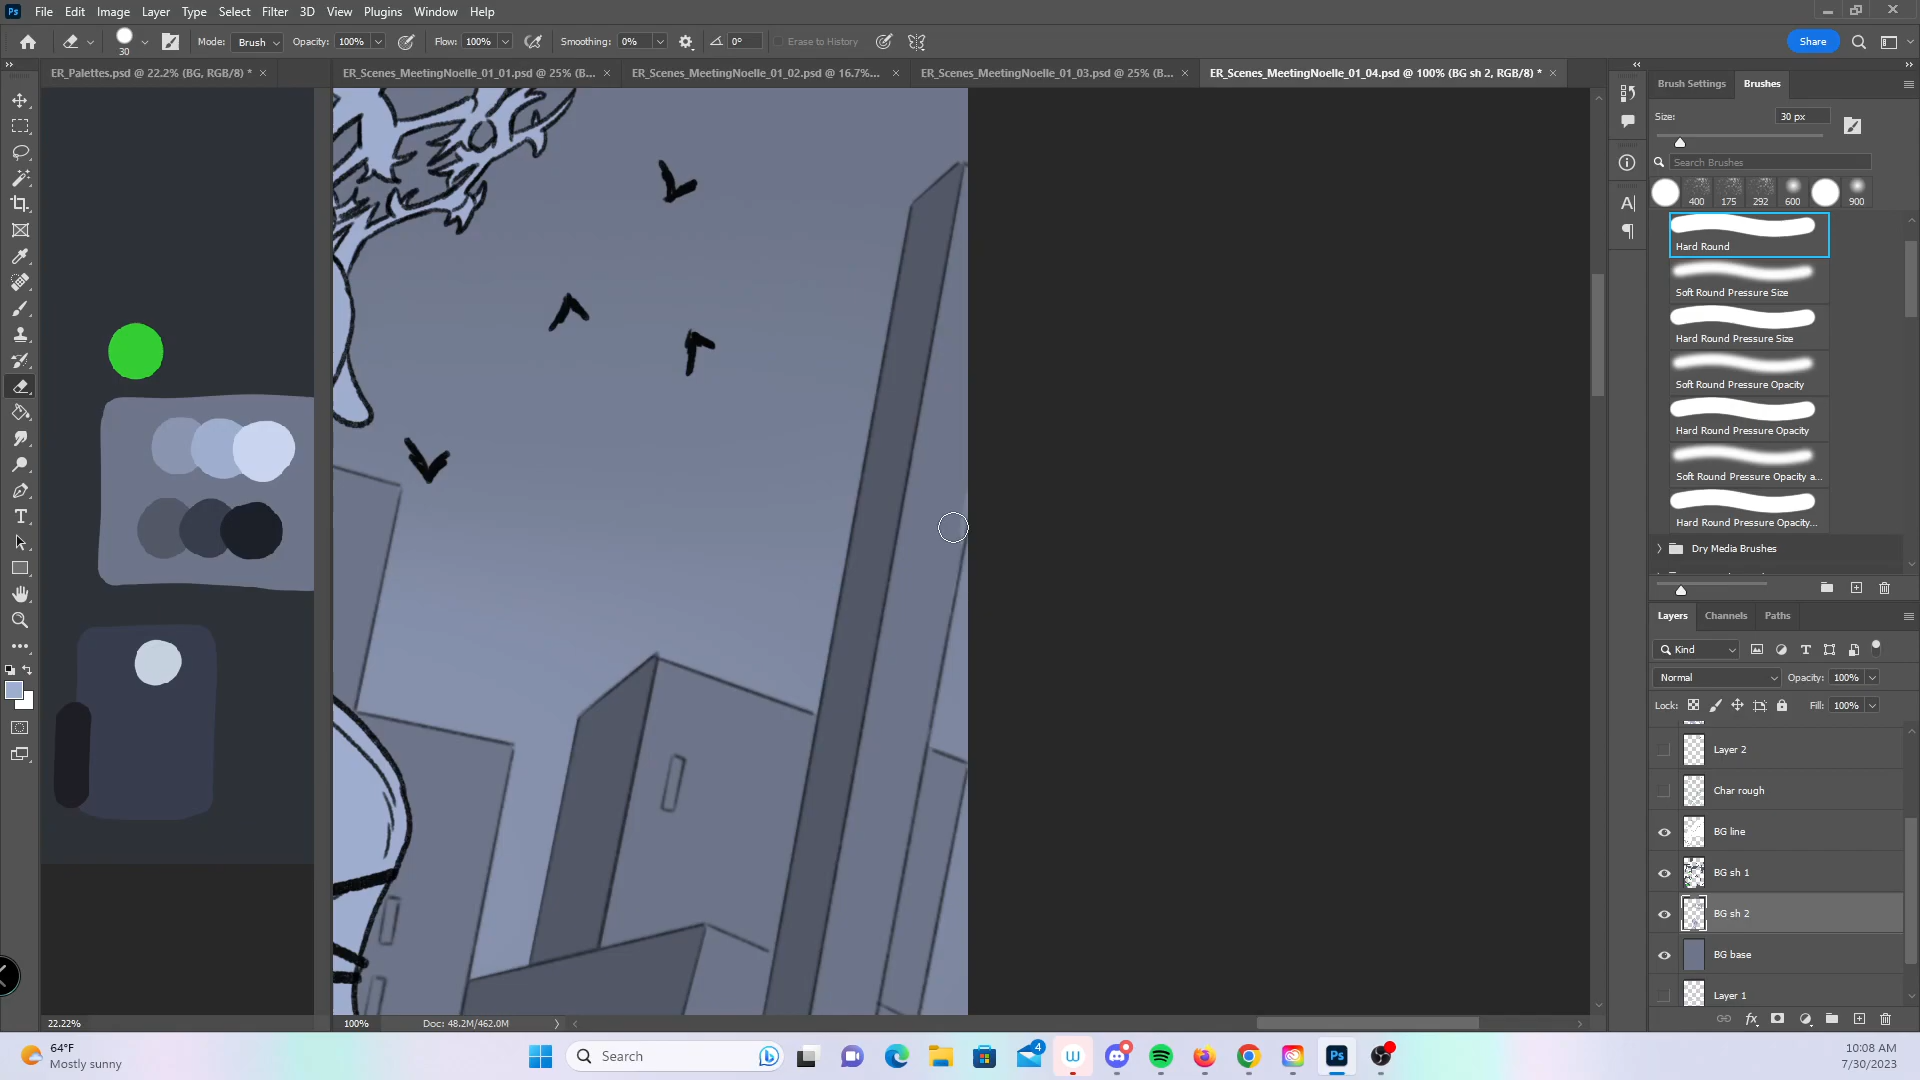 Ps File Edit Image Layer Type Select Filter 3D View Plugins Window Help
30 Mode: Brush Opacity: 100% Flow: 100% Smoothing: 0% 0° Erase to History Share
ER_Palettes.psd @ 22.2% (BG, RGB/8) * ER_Scenes_MeetingNoelle_01_01.psd @ 25% (B... ER_Scenes_MeetingNoelle_01_02.psd @ 16.7%... ER_Scenes_MeetingNoelle_01_03.psd @ 25% (B... ER_Scenes_MeetingNoelle_01_04.psd @ 100% (BG sh 2, RGB/8) *
Brush Settings Brushes
Size: 30 px
Search Brushes
400 175 292 600 900
Hard Round
Soft Round Pressure Size
Hard Round Pressure Size
Soft Round Pressure Opacity
Hard Round Pressure Opacity
Soft Round Pressure Opacity a...
Hard Round Pressure Opacity...
Dry Media Brushes
Layers Channels Paths
Kind
Normal Opacity: 100%
Lock: Fill: 100%
Layer 2
Char rough
BG line
BG sh 1
BG sh 2
BG base
Layer 1
22.22% 100% Doc: 48.2M/462.0M
64°F
Mostly sunny
Search
4
Ps
10:08 AM
7/30/2023